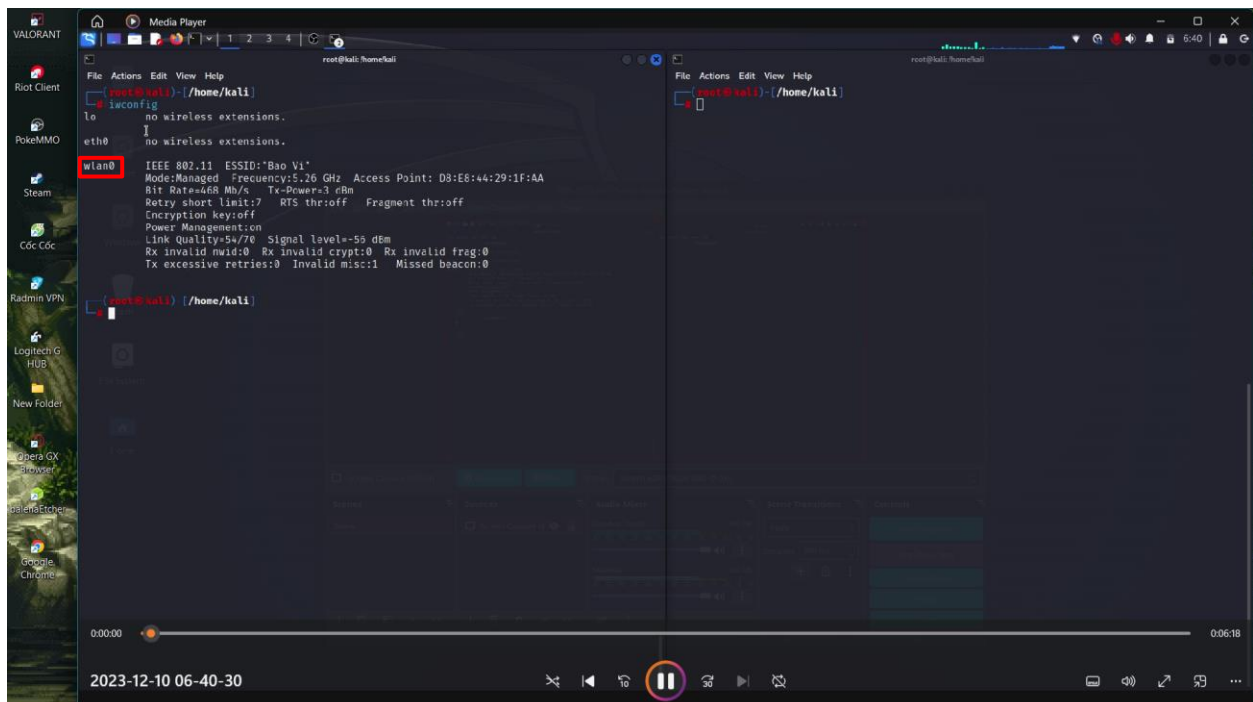 VALORANT
Riot Client
PokeMMO
Steam
Cốc Cốc
Radmin VPN
Logitech G
HUB
New Folder
Opera GX
Browser
balenaEtcher
Google
Chrome
Media Player
1 2 3 4
6:40
root@kali: /home/kali
File Actions Edit View Help
(root@kali)-[/home/kali]
# iwconfig
lo no wireless extensions.
eth0 no wireless extensions.
wlan0 IEEE 802.11 ESSID:"Bao Vi"
Mode:Managed Frequency:5.26 GHz Access Point: D8:E8:44:29:1F:AA
Bit Rate=468 Mb/s Tx-Power=3 dBm
Retry short limit:7 RTS thr:off Fragment thr:off
Encryption key:off
Power Management:on
Link Quality=54/70 Signal level=-56 dBm
Rx invalid nwid:0 Rx invalid crypt:0 Rx invalid frag:0
Tx excessive retries:0 Invalid misc:1 Missed beacon:0
(root@kali)-[/home/kali]
#
root@kali: /home/kali
File Actions Edit View Help
(root@kali)-[/home/kali]
#
0:00:00
0:06:18
2023-12-10 06-40-30
10
30